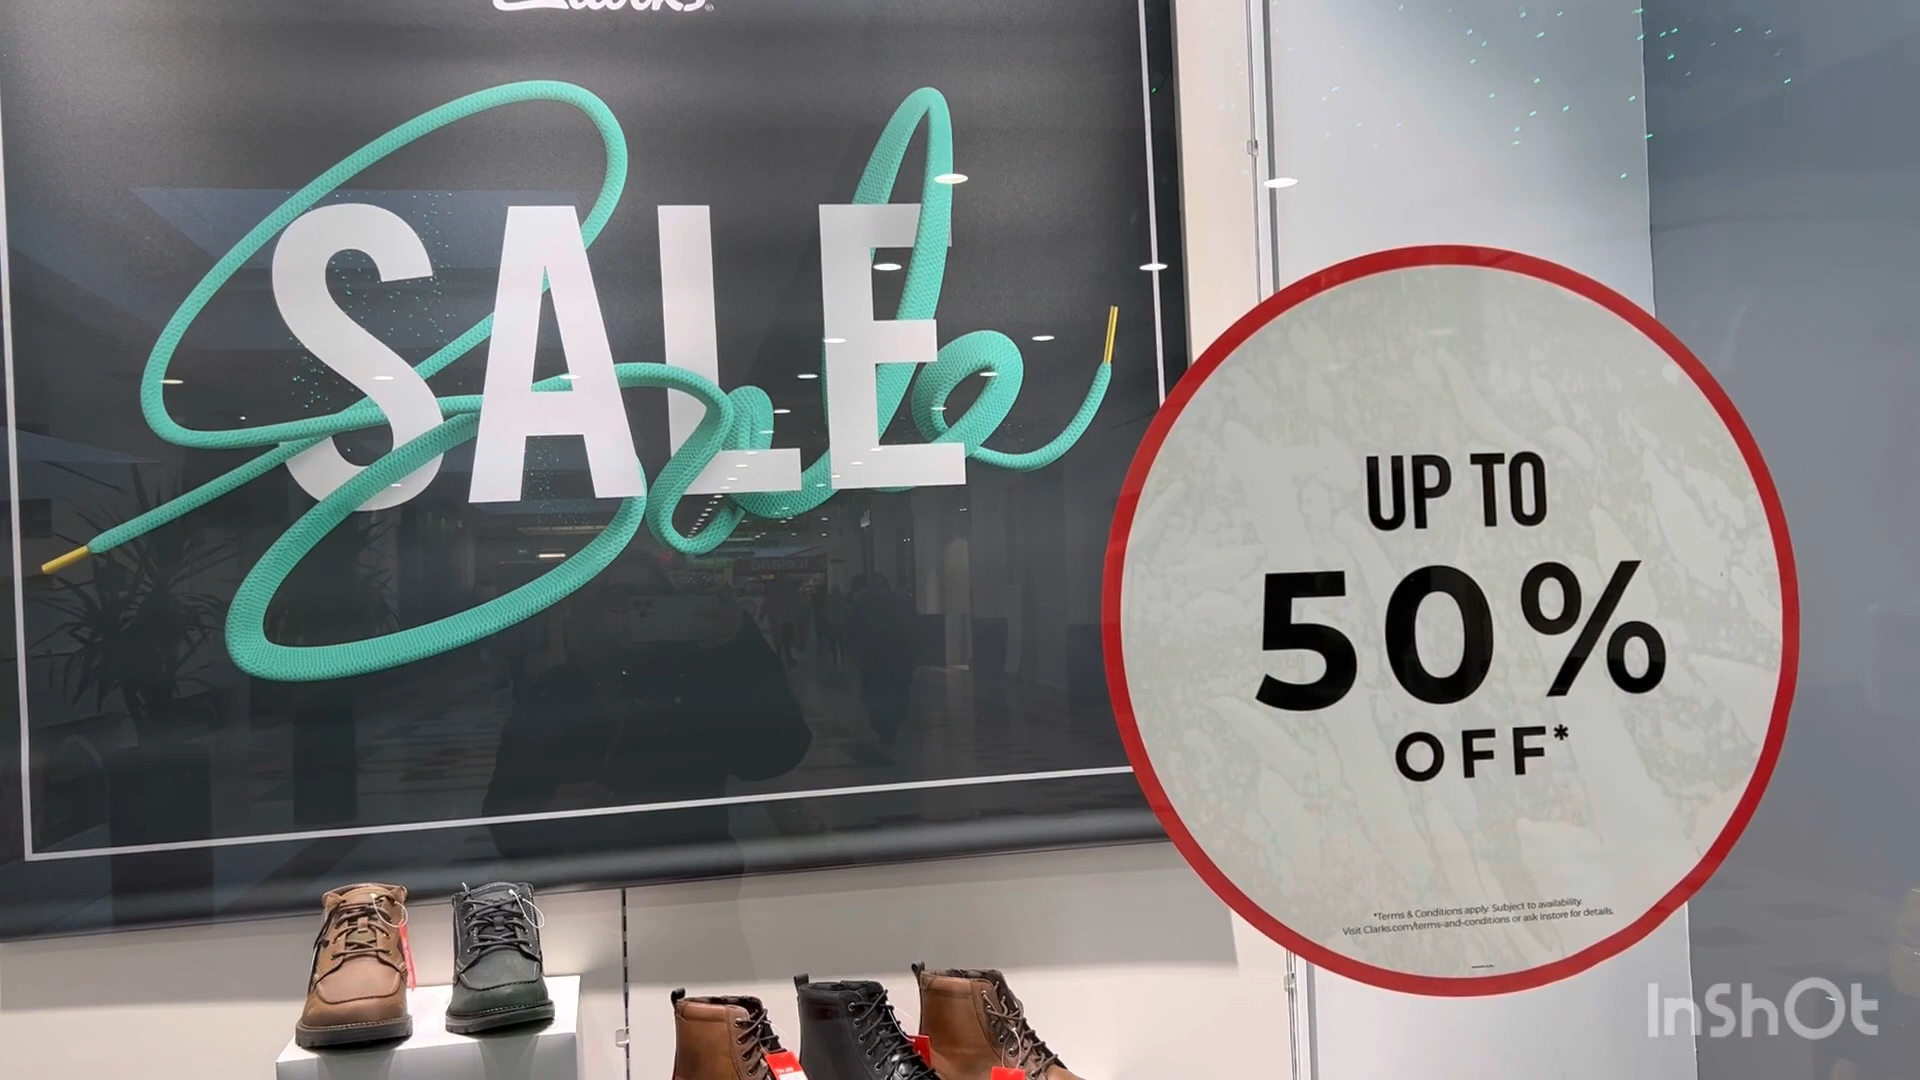 Clarks
SALE
Sale
UP TO
50%
OFF*
*Terms & Conditions apply. Subject to availability.
Visit Clarks.com/terms-and-conditions or ask instore for details.
InShOt